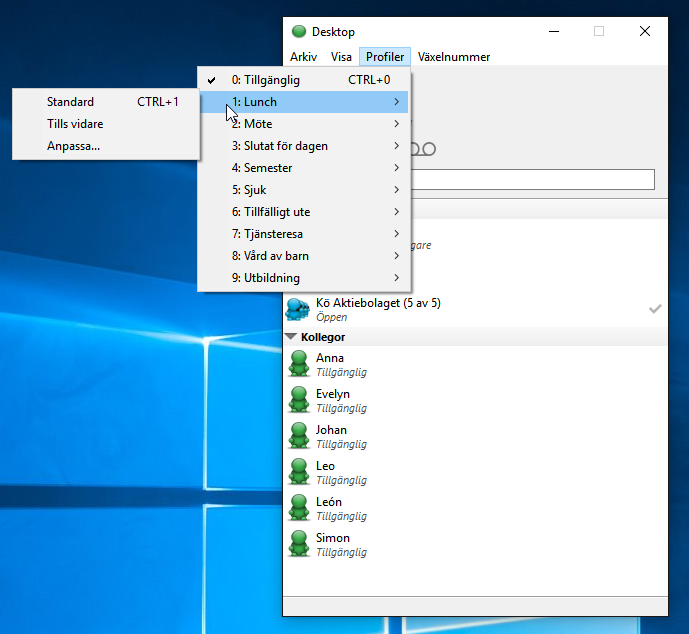 Desktop
Arkiv Visa Profiler Växelnummer
0: Tillgänglig CTRL+0
1: Lunch
2: Möte
3: Slutat för dagen
4: Semester
5: Sjuk
6: Tillfälligt ute
7: Tjänsteresa
8: Vård av barn
9: Utbildning
Standard CTRL+1
Tills vidare
Anpassa...
Kö Aktiebolaget (5 av 5)
Öppen
Kollegor
Anna
Tillgänglig
Evelyn
Tillgänglig
Johan
Tillgänglig
Leo
Tillgänglig
León
Tillgänglig
Simon
Tillgänglig